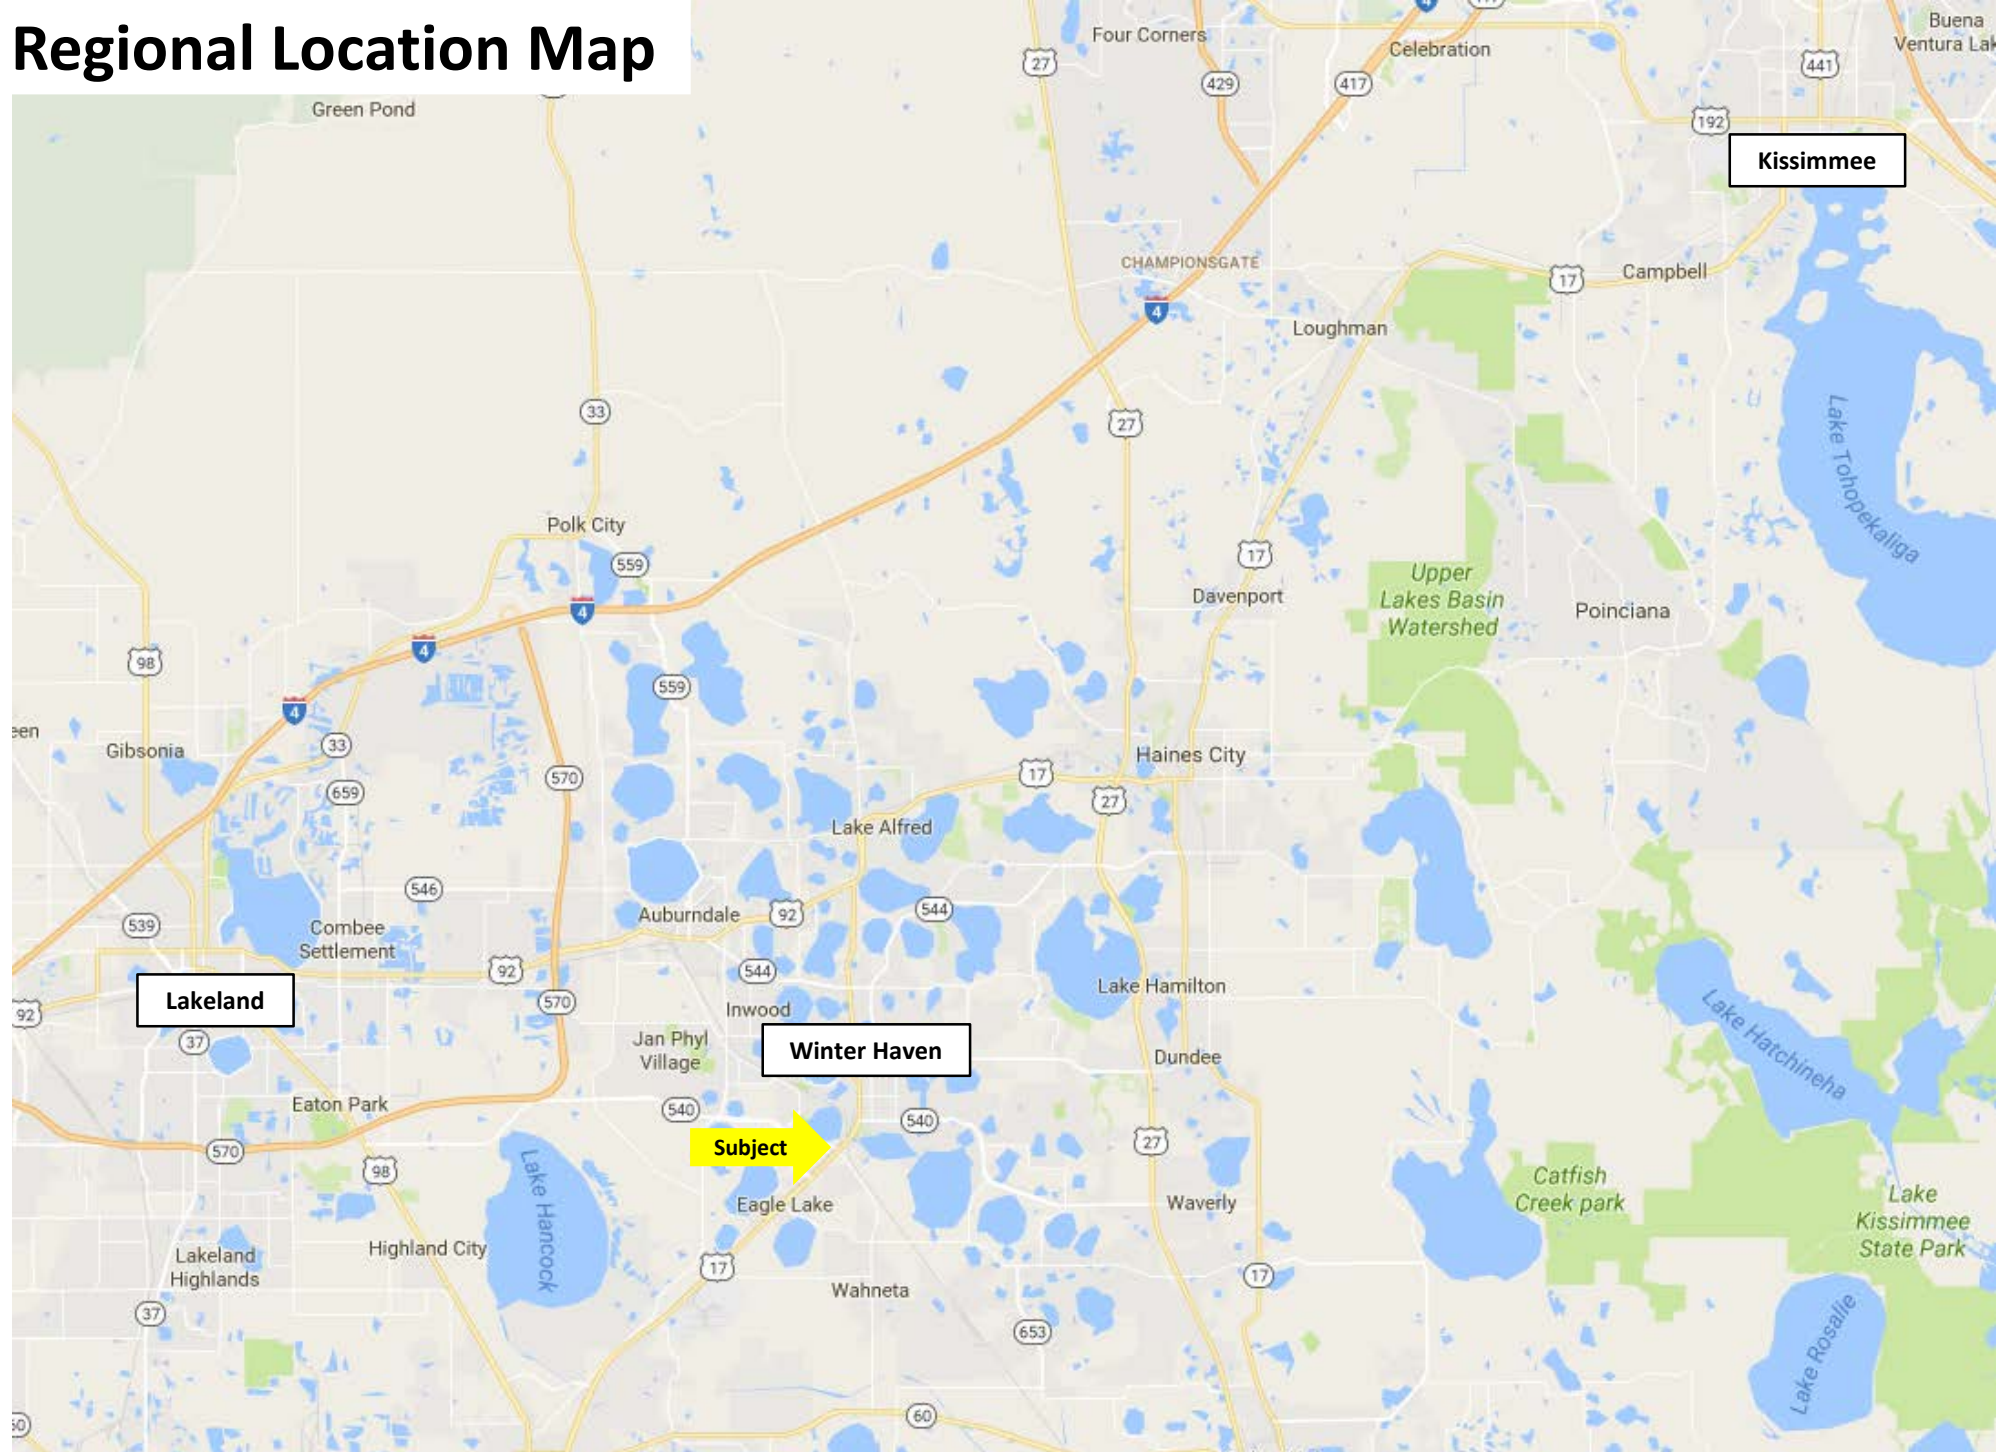 Regional Location Map
Green Pond
Four Corners
Celebration
Buena
Ventura
27
429
417
4
441
192
Kissimmee
CHAMPIONSGATE
4
Loughman
17
Campbell
33
27
Lake Tohopekaliga
Polk City
559
4
17
Davenport
Upper
Lakes Basin
Watershed
Poinciana
98
4
4
559
Gibsonia
33
659
570
17
Haines City
27
Lake Alfred
546
539
Combee
Settlement
Auburndale
92
544
92
544
570
Lakeland
92
37
Inwood
Lake Hamilton
Jan Phyl
Village
Winter Haven
Dundee
Lake Hatchineha
Eaton Park
540
540
570
98
Subject
27
Lake Hancock
Eagle Lake
Waverly
Catfish
Creek park
Lake
Kissimmee
State Park
Lakeland
Highlands
Highland City
17
Wahneta
17
37
653
Lake Rosalie
60